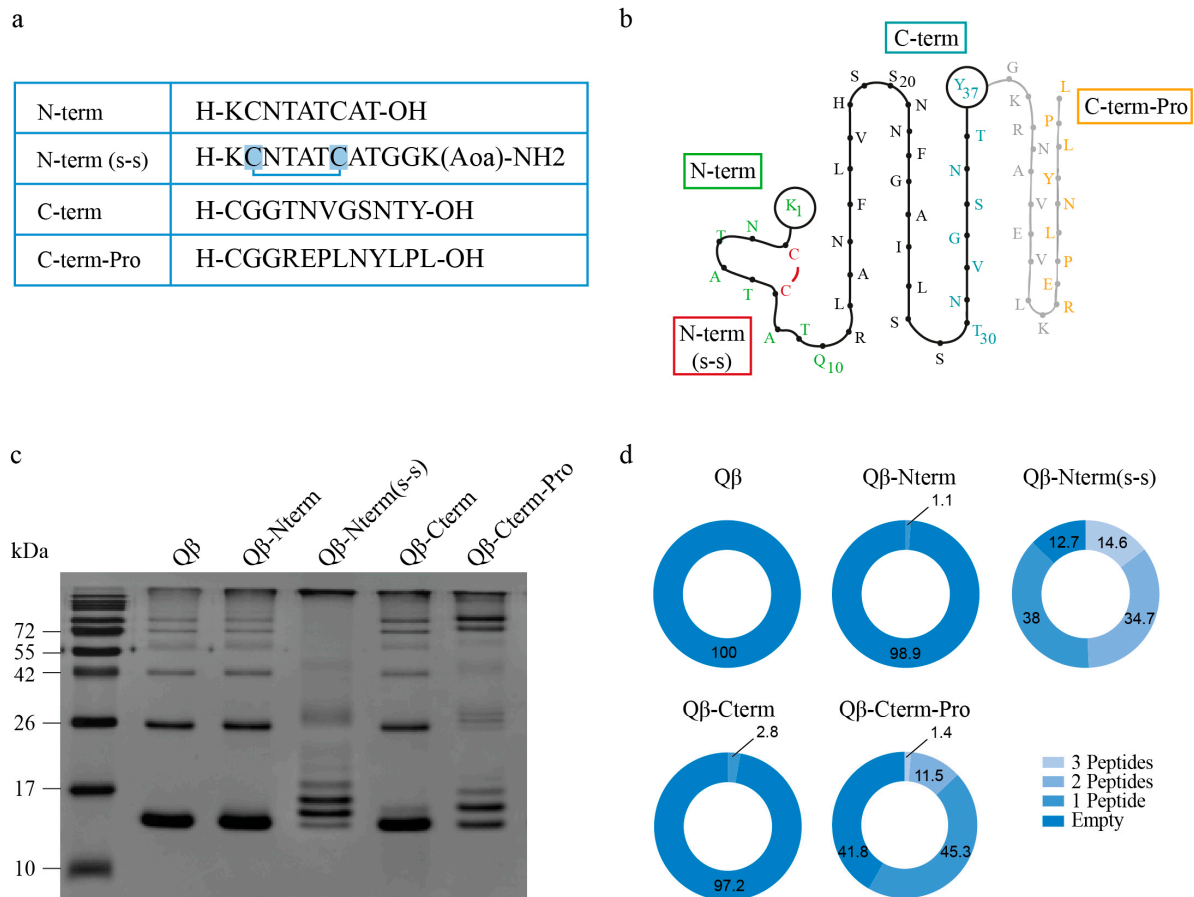 a
N-term H-KCNTATCAT-OH
N-term (s-s) H-KCNTATCATGGK(Aoa)-NH2
C-term H-CGGTNVGSNTY-OH
C-term-Pro H-CGGREPLNYLPL-OH
b
C-term
C-term-Pro
N-term
N-term
(s-s)
K1
C
N
T
A
T
C
A
T
Q10
R
L
A
N
F
L
V
H
S
S20
N
N
F
G
A
I
L
S
S
T30
N
V
G
S
N
T
Y37
G
K
R
N
A
V
E
V
L
K
R
E
P
L
N
Y
L
P
L
c
kDa
Qβ
Qβ-Nterm
Qβ-Nterm(s-s)
Qβ-Cterm
Qβ-Cterm-Pro
72
55
42
26
17
10
d
Qβ
100
Qβ-Nterm
1.1
98.9
Qβ-Nterm(s-s)
12.7
14.6
38
34.7
Qβ-Cterm
2.8
97.2
Qβ-Cterm-Pro
1.4
11.5
41.8
45.3
3 Peptides
2 Peptides
1 Peptide
Empty